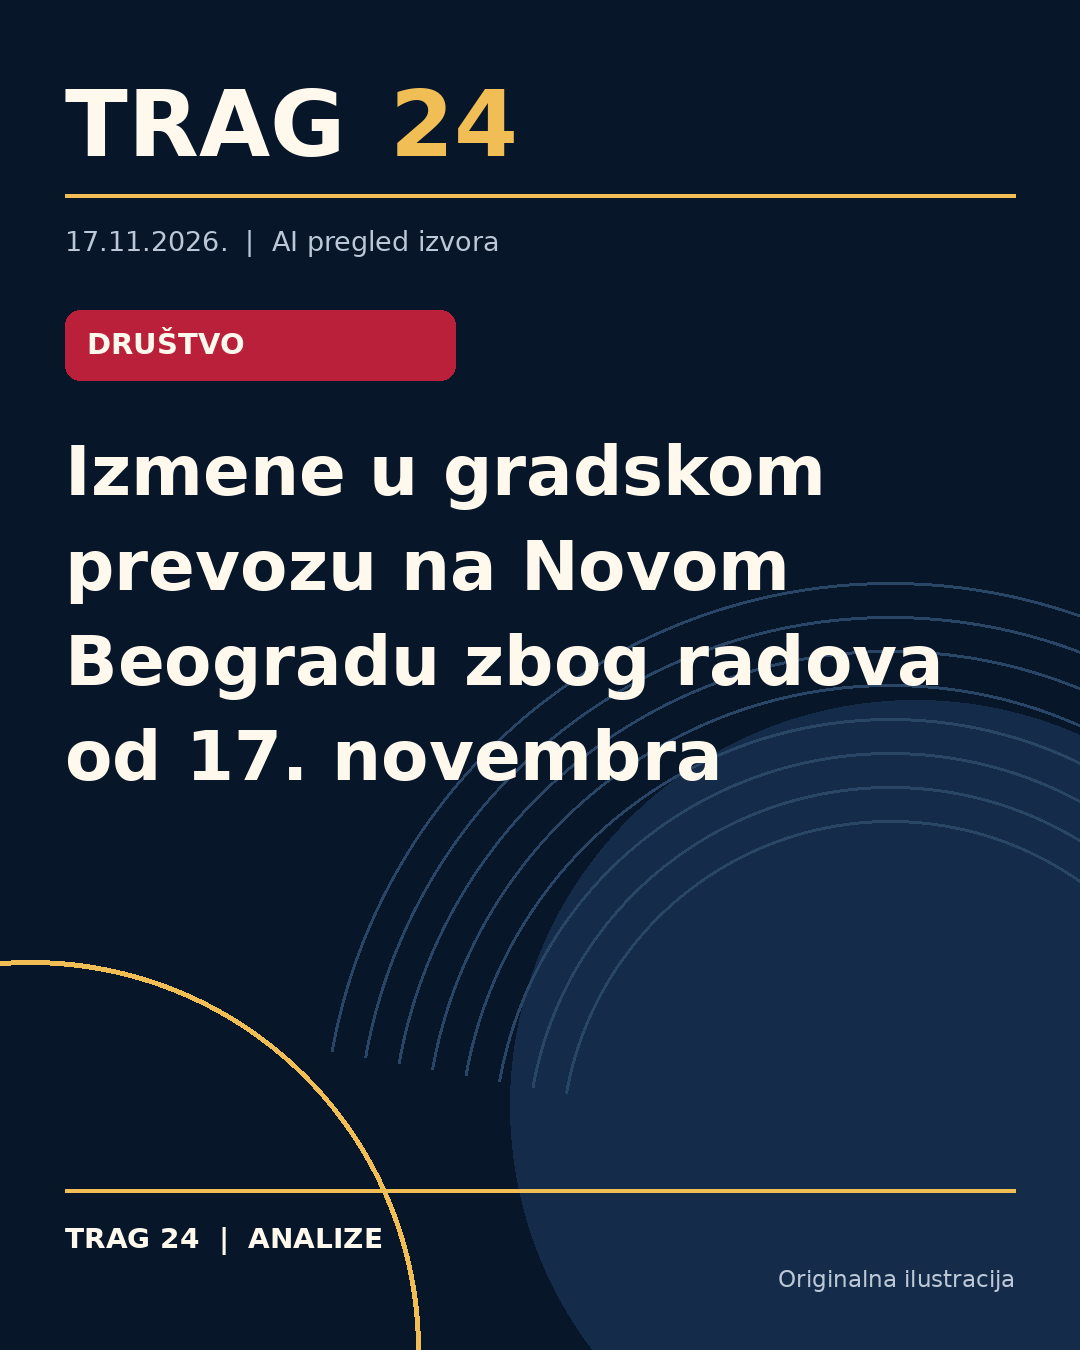 TRAG 24
17.11.2026. | AI pregled izvora
DRUŠTVO
Izmene u gradskom
prevozu na Novom
Beogradu zbog radova
od 17. novembra
TRAG 24 | ANALIZE
Originalna ilustracija